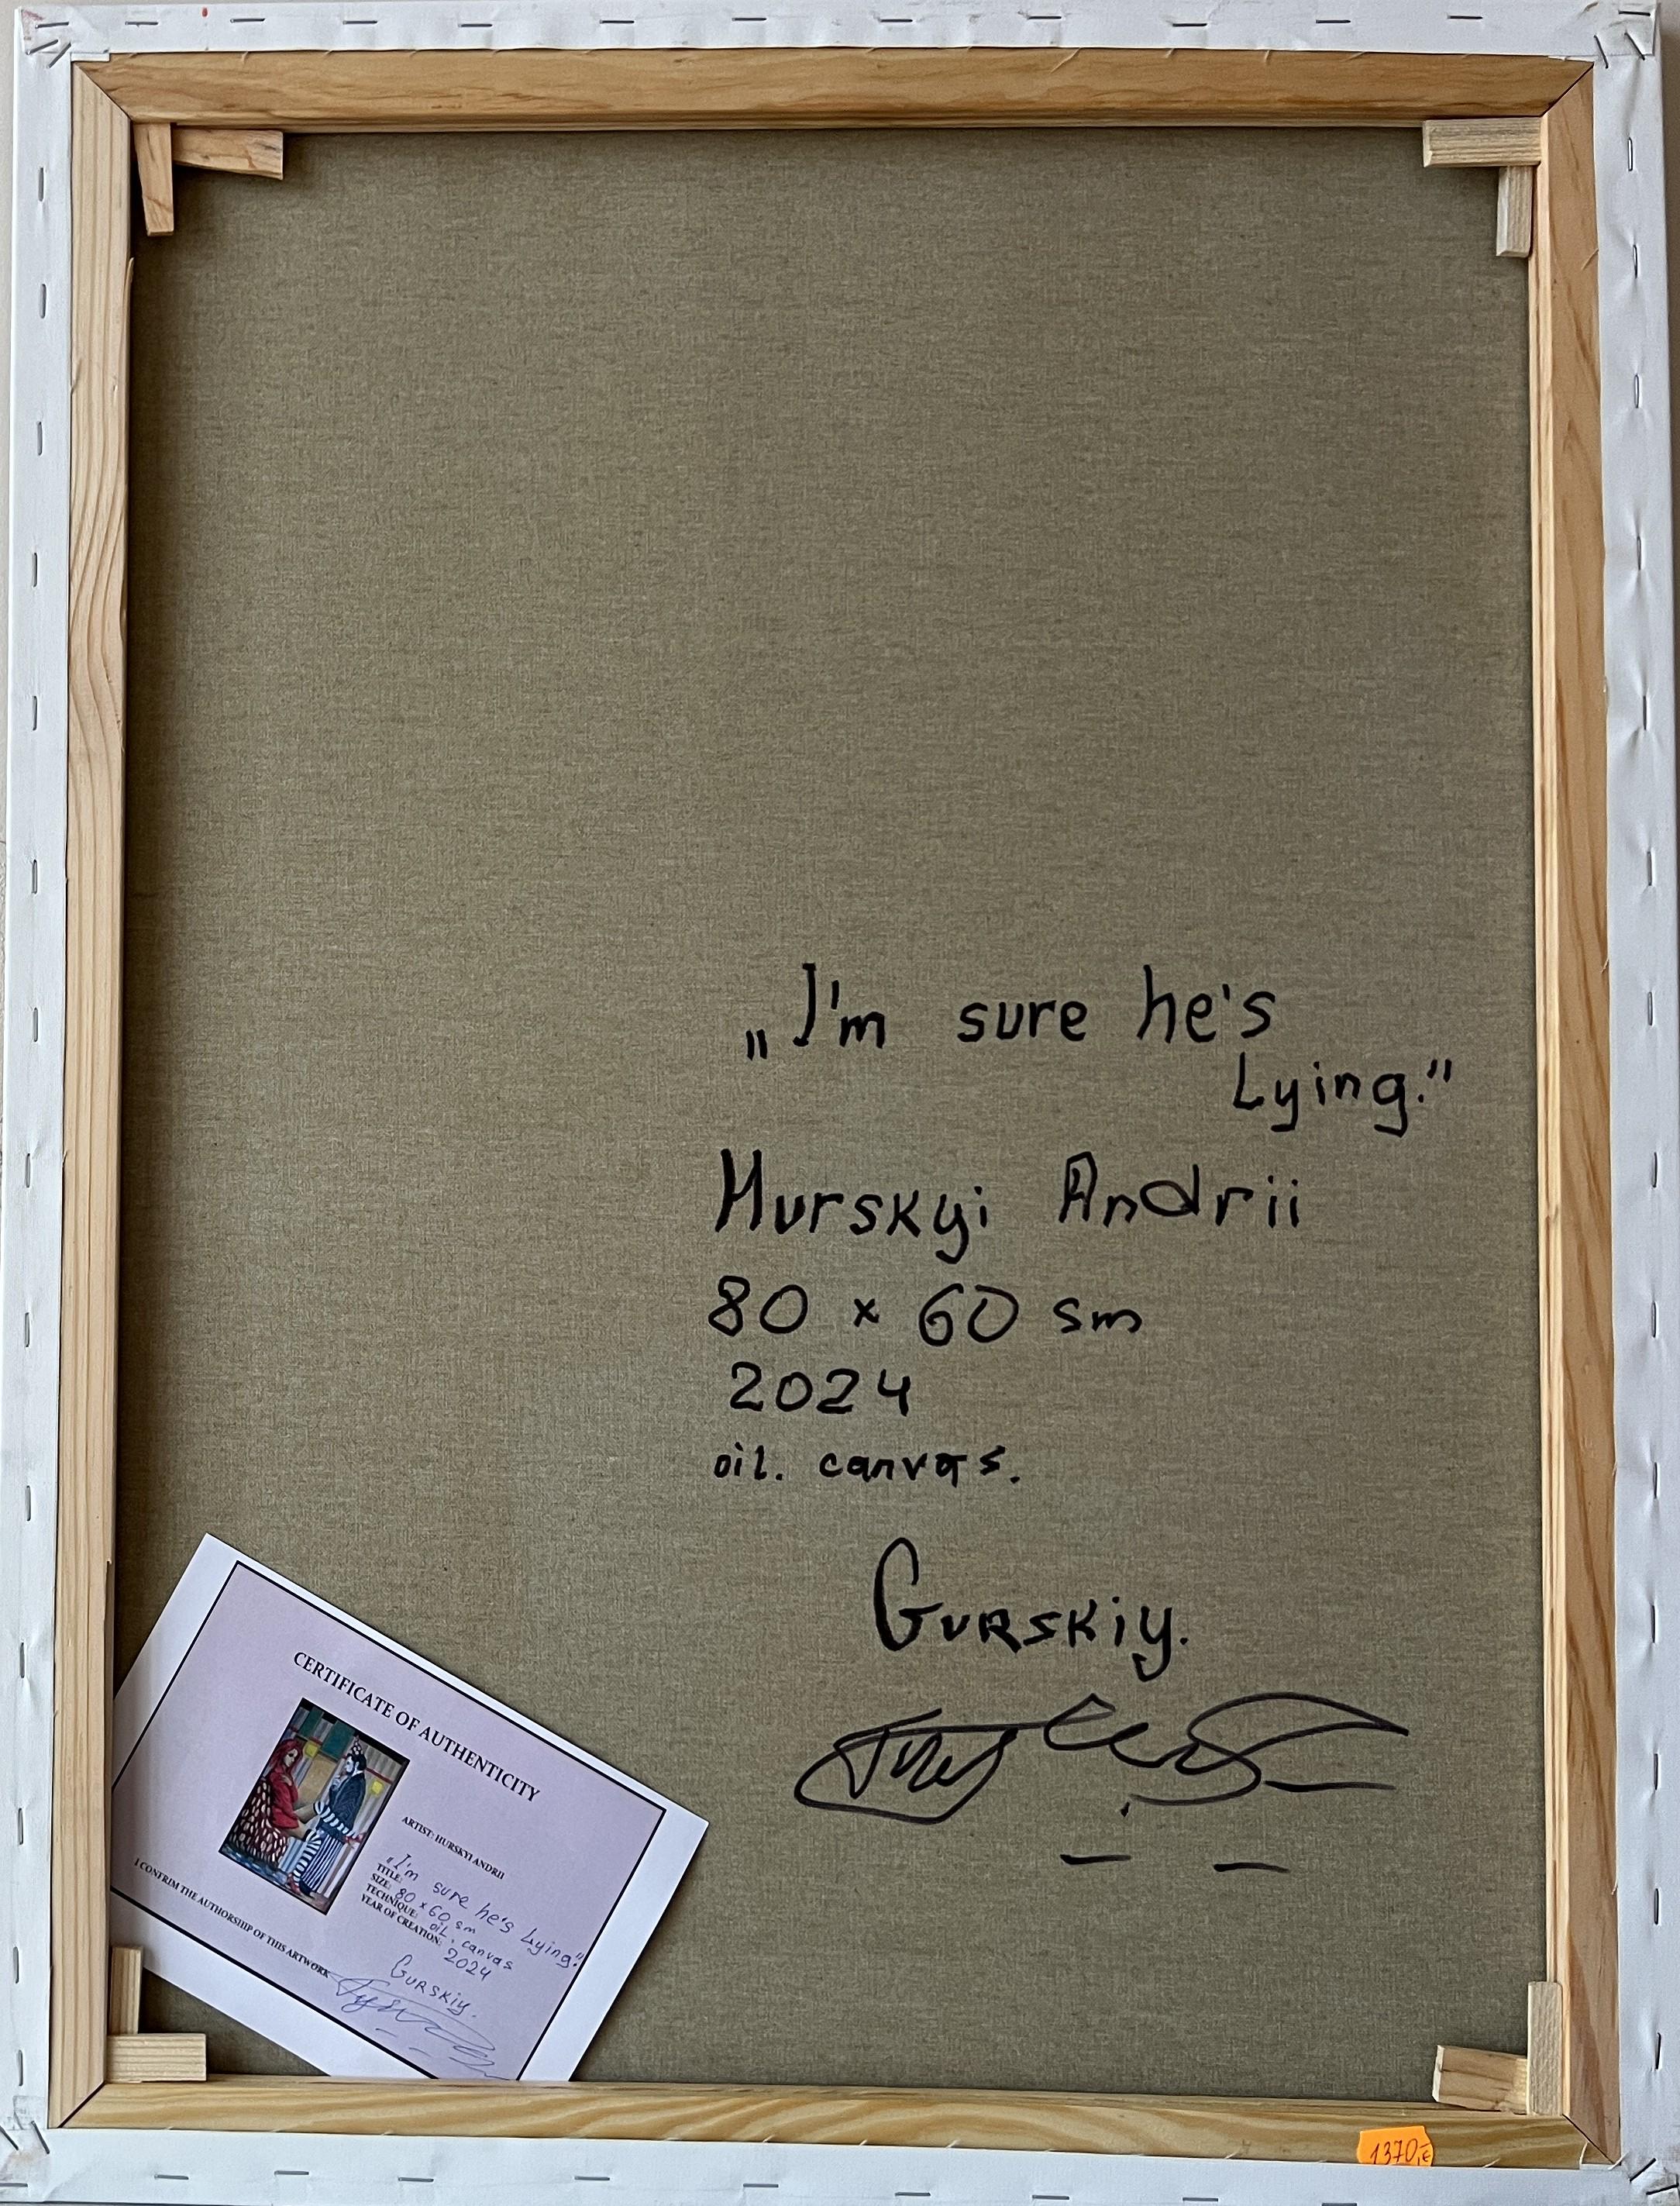 „I'm sure he's
Lying."
Hurskyi Andrii
80 × 60 sm
2024
oil. canvas.
GURSKiy.
CERTIFICATE OF AUTHENTICITY
ARTIST: HURSKYI ANDRII
TITLE: "I'm sure he's Lying."
SIZE: 80 × 60 sm
TECHNIQUE: oil. canvas
YEAR OF CREATION: 2024
I CONFRIM THE AUTHORSHIP OF THIS ARTWORK
GURSKiy.
1370,-€